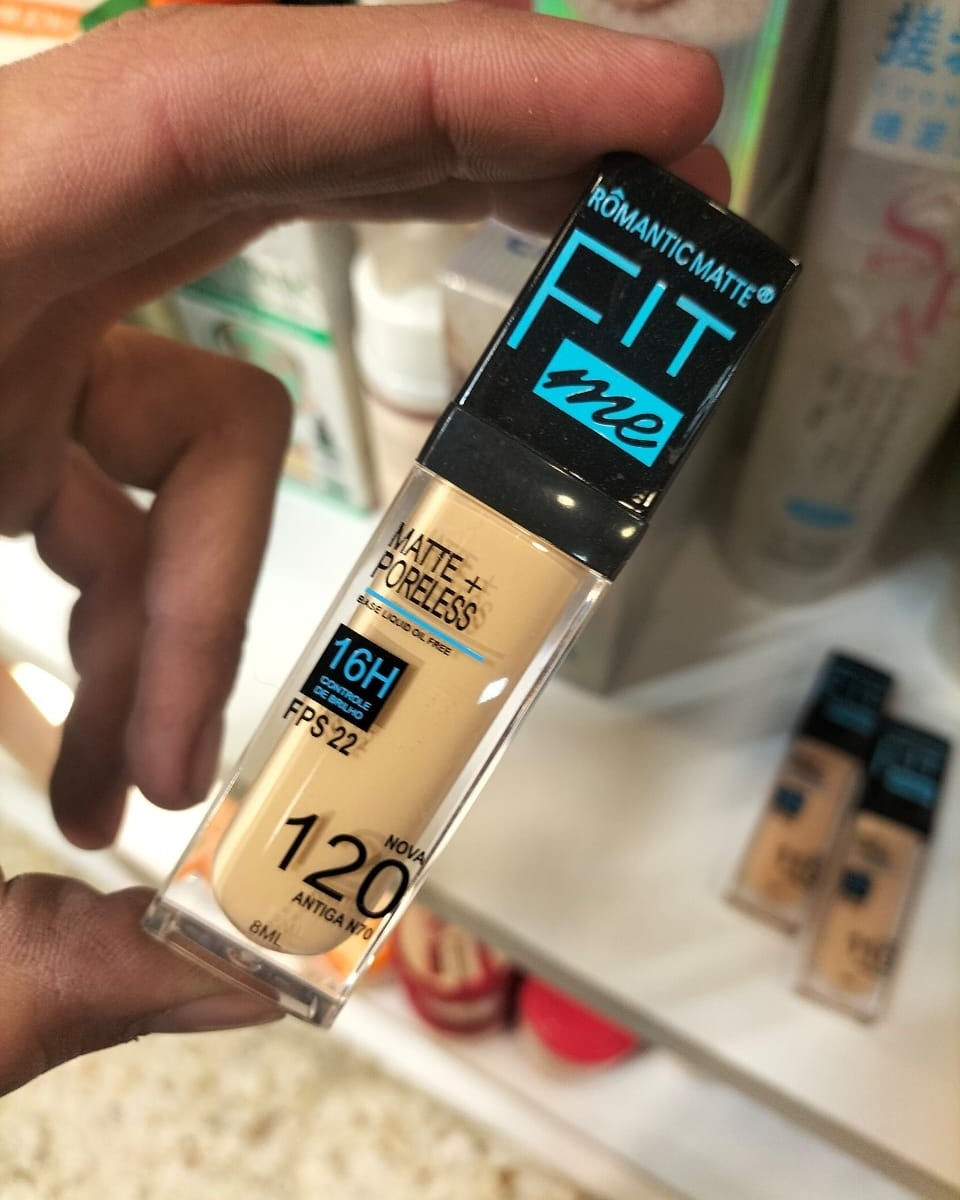 RÔMANTIC MATTE®
FIT
me
MATTE +
PORELESS
BASE LIQUID OIL FREE
16H
CONTROLE
DE BRILHO
FPS 22
NOVA
120
ANTIGA N70
8ML